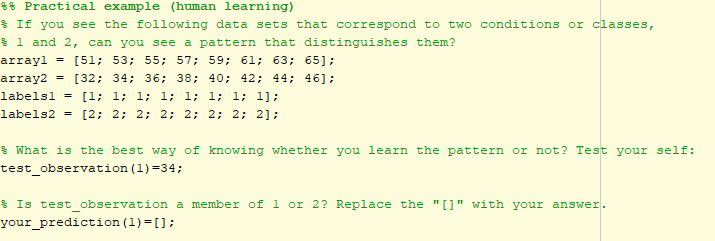 %% Practical example (human learning)
% If you see the following data sets that correspond to two conditions or classes,
% 1 and 2, can you see a pattern that distinguishes them?
array1 = [51; 53; 55; 57; 59; 61; 63; 65];
array2 = [32; 34; 36; 38; 40; 42; 44; 46];
labels1 = [1; 1; 1; 1; 1; 1; 1; 1];
labels2 = [2; 2; 2; 2; 2; 2; 2; 2];
% What is the best way of knowing whether you learn the pattern or not? Test your self:
test_observation(1)=34;
% Is test_observation a member of 1 or 2? Replace the "[]" with your answer.
your_prediction(1)=[];